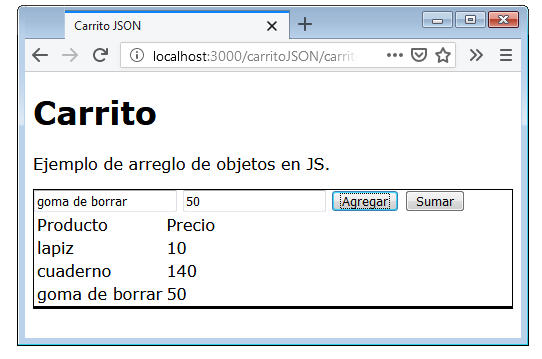 Carrito JSON
localhost:3000/carritoJSON/carrit
Carrito
Ejemplo de arreglo de objetos en JS.
goma de borrar 50 Agregar Sumar
Producto Precio
lapiz 10
cuaderno 140
goma de borrar 50